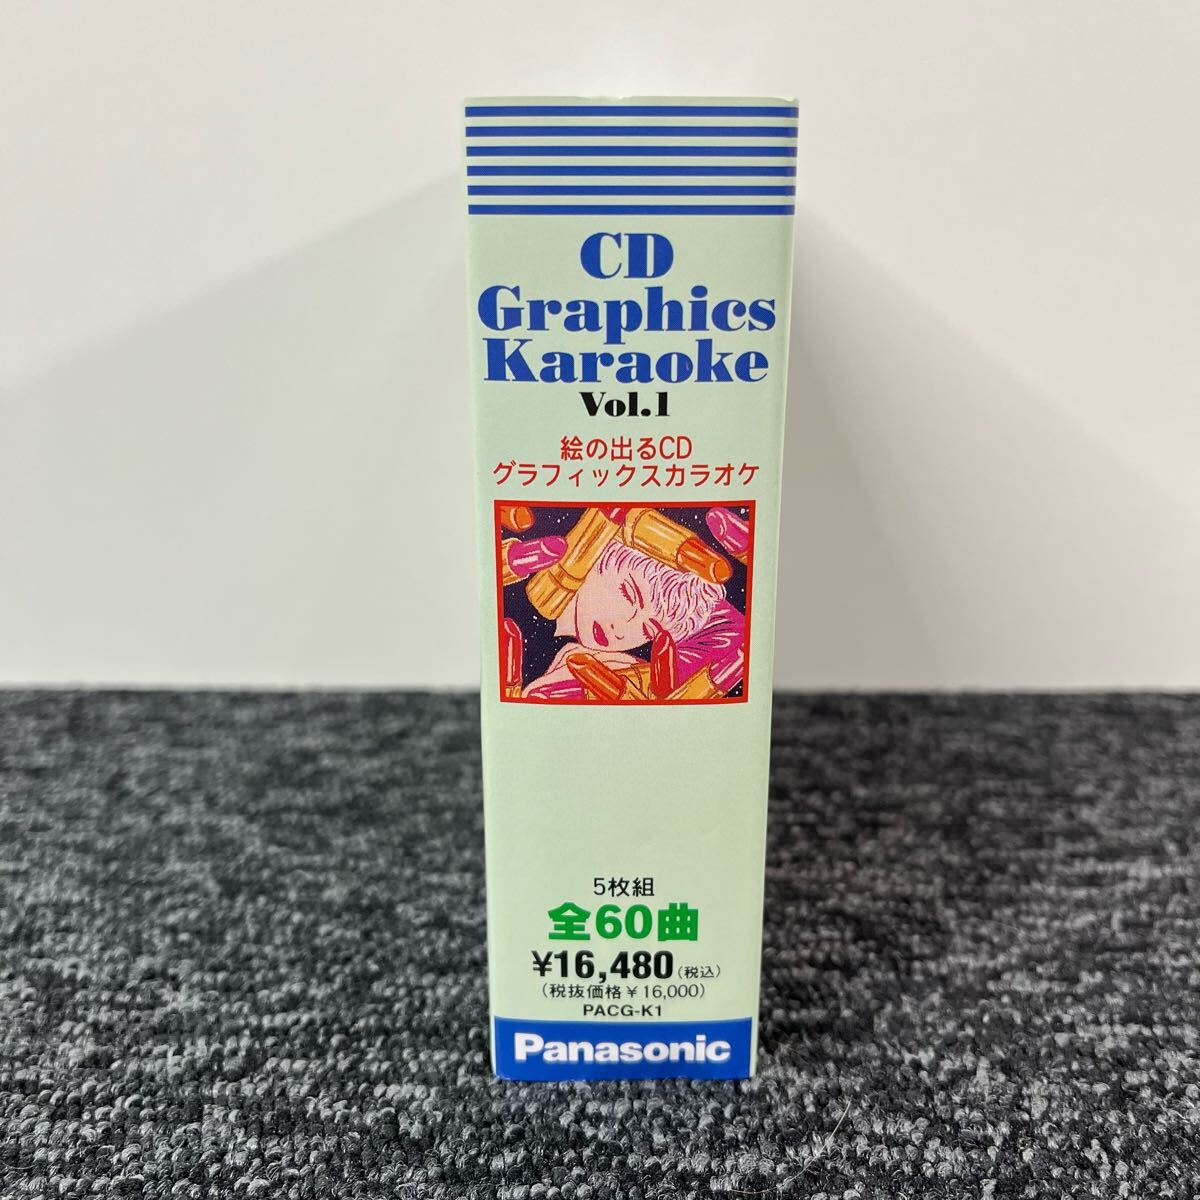 CD
Graphics
Karaoke
Vol.1
絵の出るCD
グラフィックスカラオケ
5枚組
全60曲
¥16,480(税込)
(税抜価格¥16,000)
PACG-K1
Panasonic